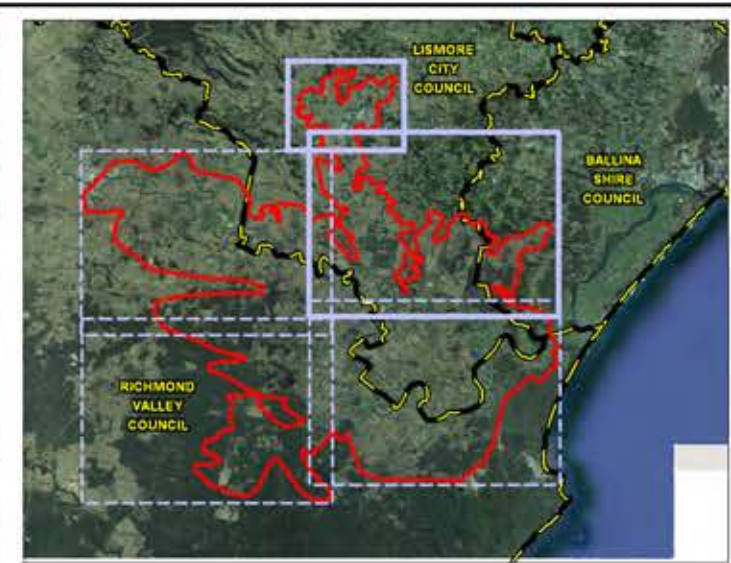 LISMORE
CITY
COUNCIL
BALLINA
SHIRE
COUNCIL
RICHMOND
VALLEY
COUNCIL